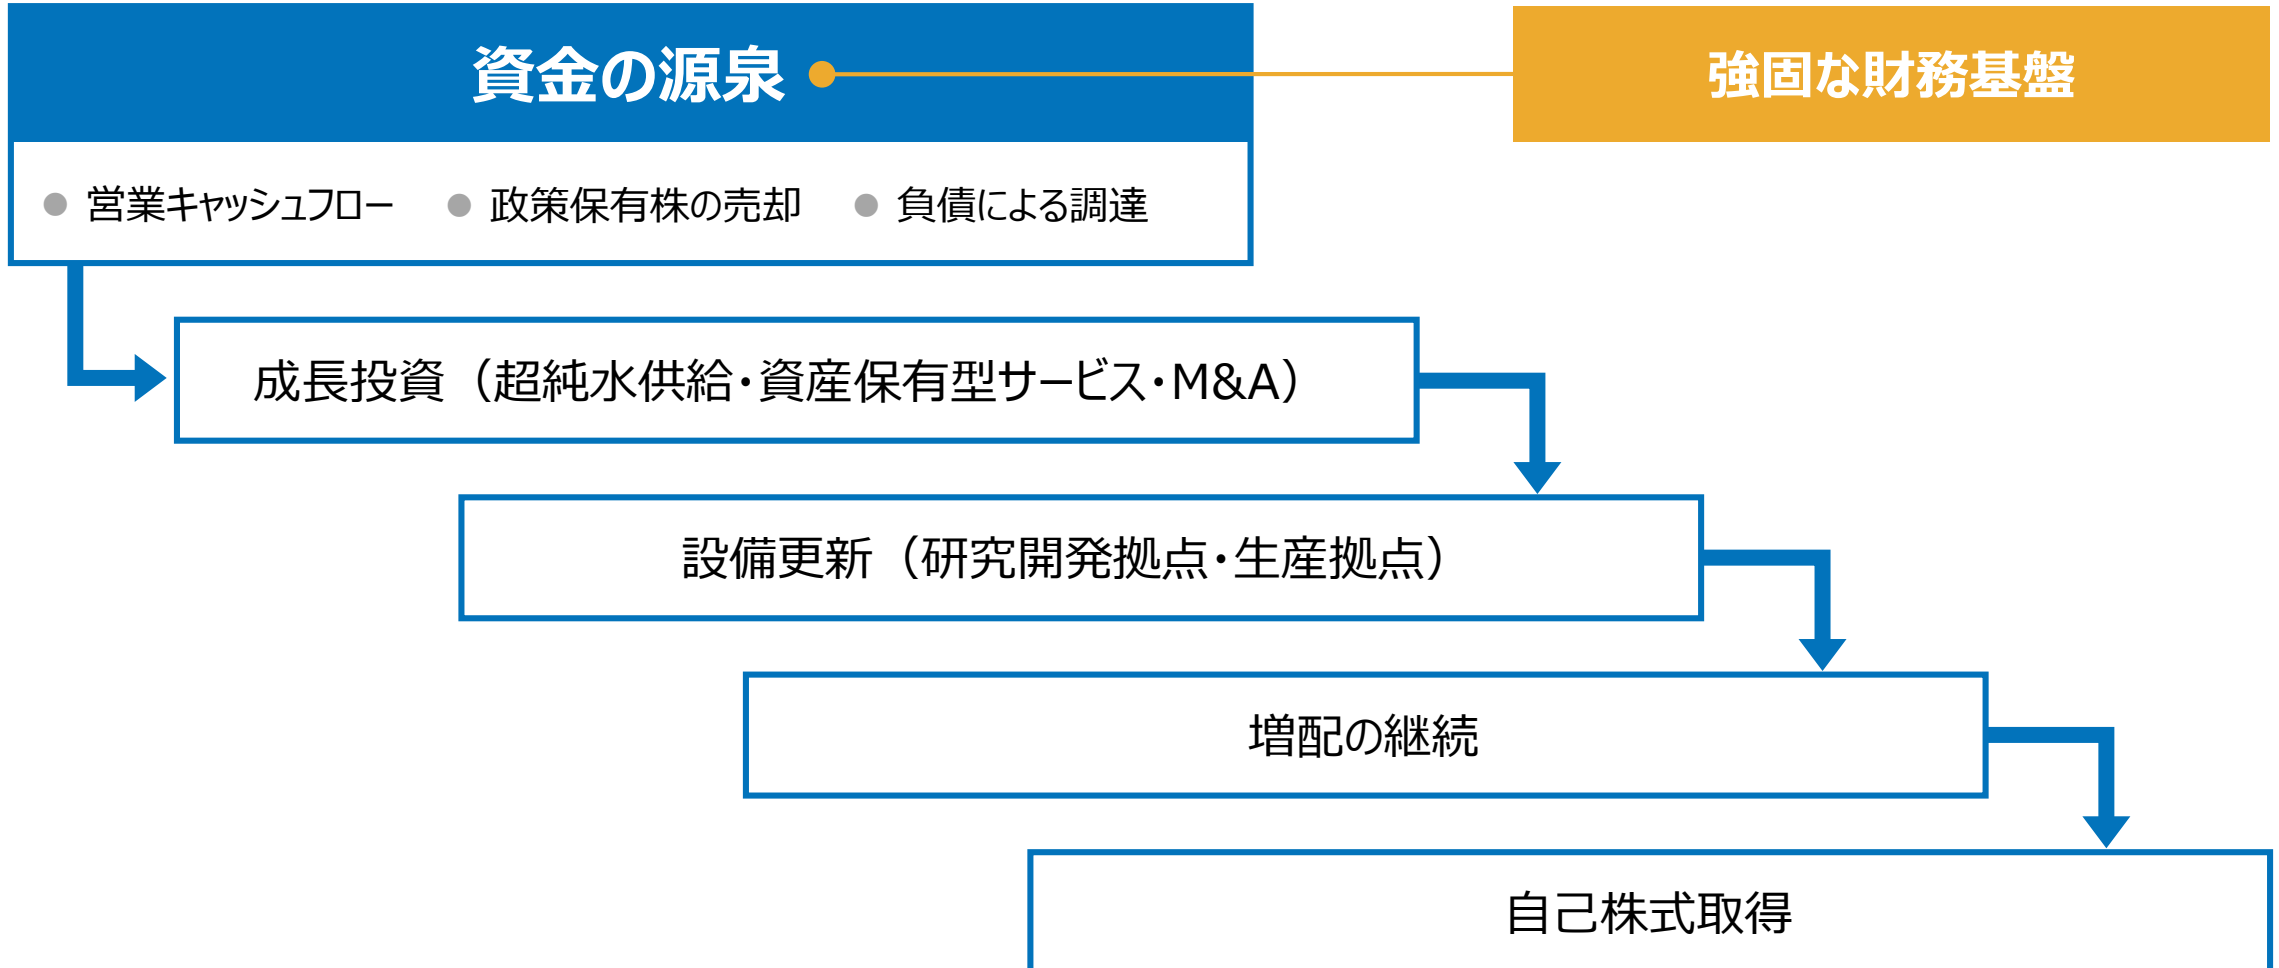 資金の源泉
強固な財務基盤
● 営業キャッシュフロー ● 政策保有株の売却 ● 負債による調達
成長投資（超純水供給・資産保有型サービス・M&A）
設備更新（研究開発拠点・生産拠点）
増配の継続
自己株式取得